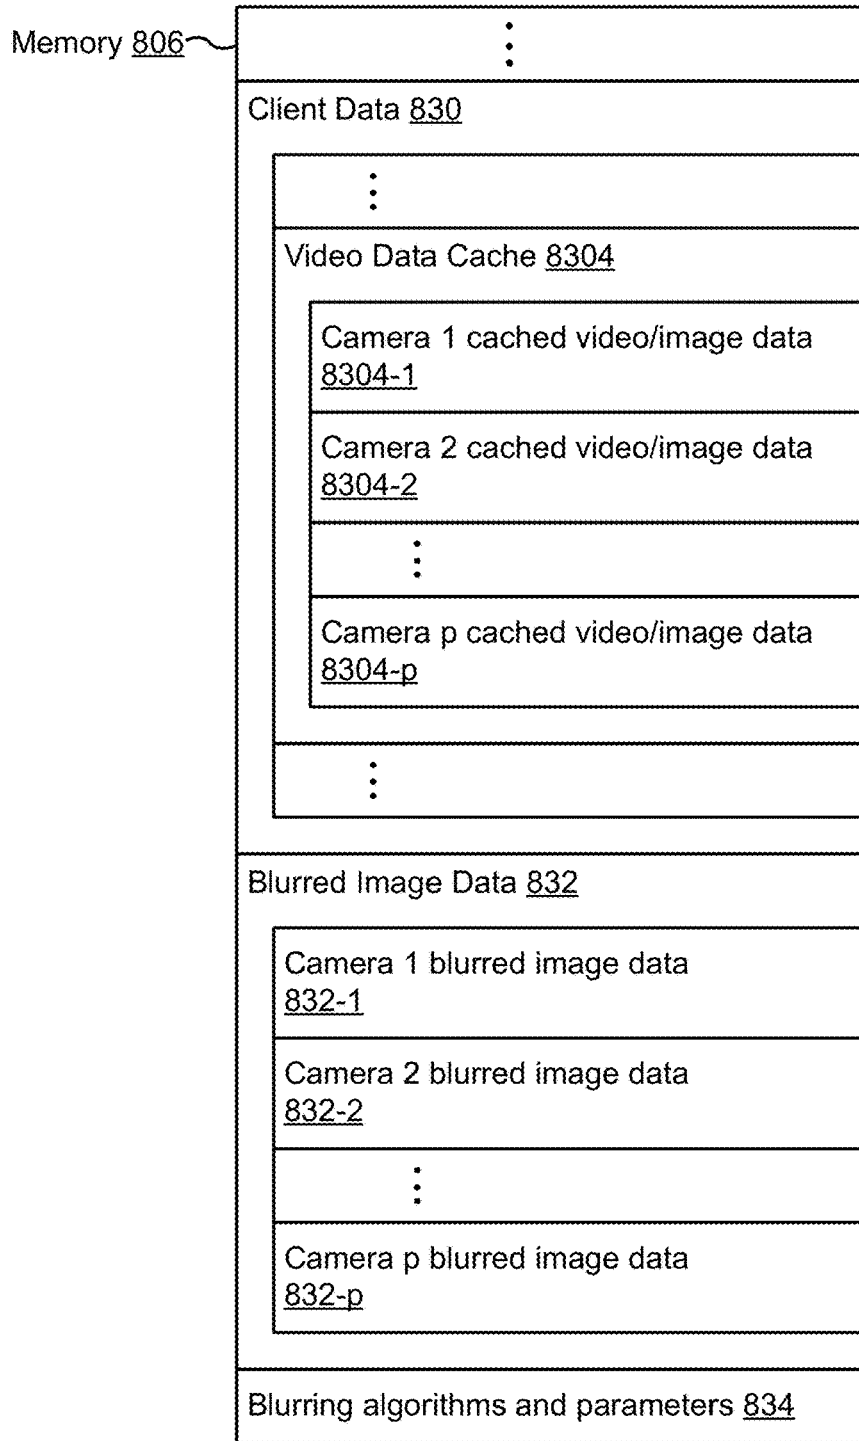 Memory 806
Client Data 830
Video Data Cache 8304
Camera 1 cached video/image data
8304-1
Camera 2 cached video/image data
8304-2
Camera p cached video/image data
8304-p
Blurred Image Data 832
Camera 1 blurred image data
832-1
Camera 2 blurred image data
832-2
Camera p blurred image data
832-p
Blurring algorithms and parameters 834